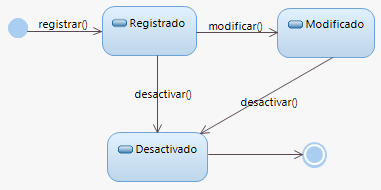 registrar()
Registrado
modificar()
Modificado
desactivar()
desactivar()
Desactivado